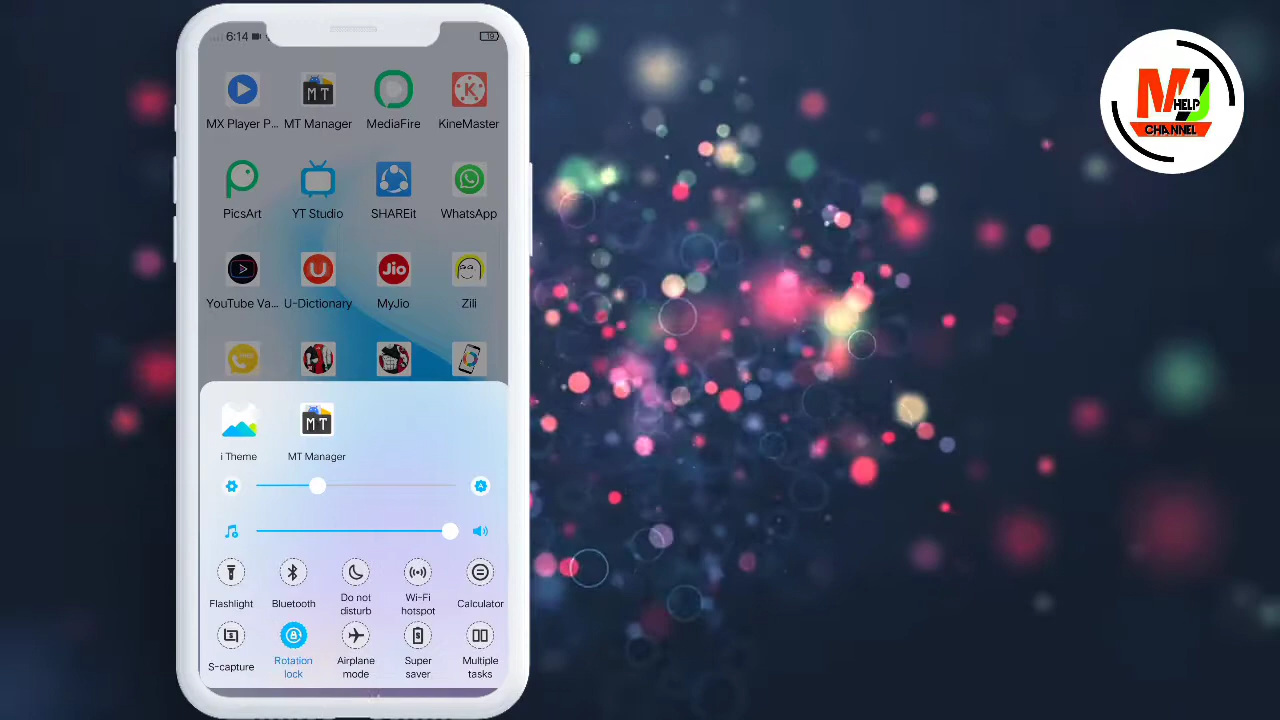 6:14
19
MX Player P... MT Manager MediaFire KineMaster
PicsArt YT Studio SHAREit WhatsApp
YouTube Va... U-Dictionary MyJio Zili
i Theme MT Manager
Flashlight Bluetooth Do not disturb Wi-Fi hotspot Calculator
S-capture Rotation lock Airplane mode Super saver Multiple tasks
MJ
HELP
CHANNEL